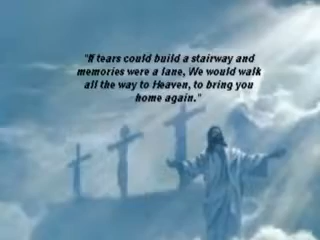 "If tears could build a stairway and
memories were a lane, We would walk
all the way to Heaven, to bring you
home again."